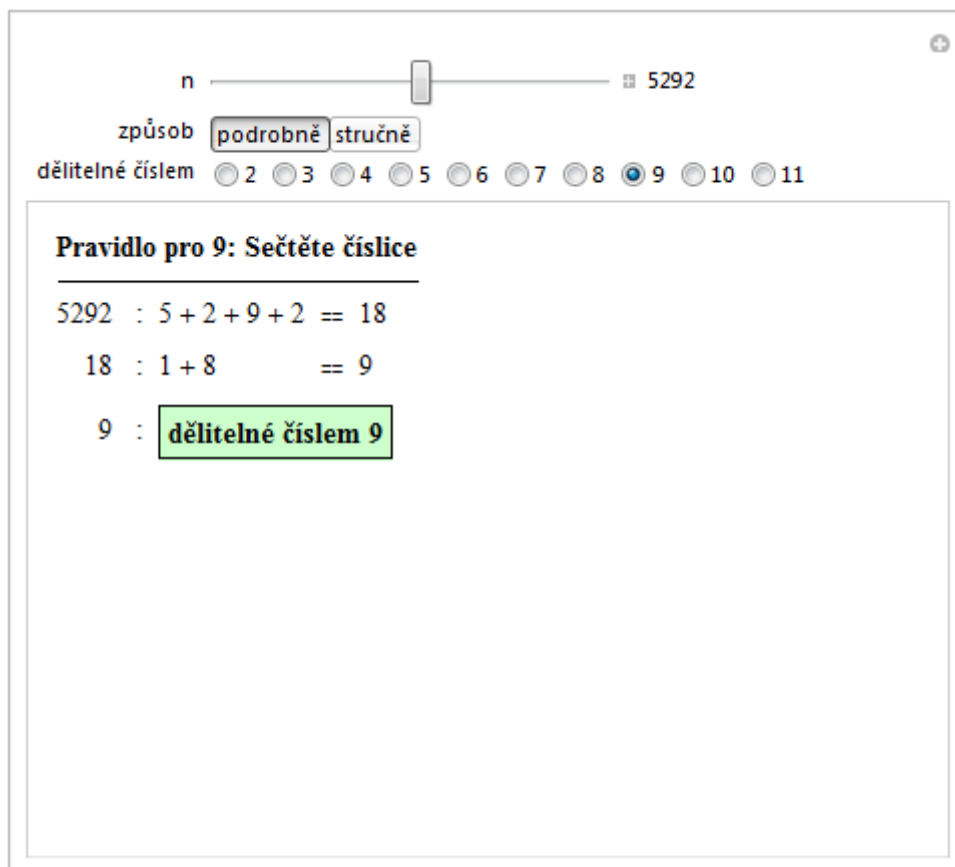 n 5292
způsob podrobně stručně
dělitelné číslem 2 3 4 5 6 7 8 9 10 11
Pravidlo pro 9: Sečtěte číslice
5292 : 5 + 2 + 9 + 2 == 18
18 : 1 + 8 == 9
9 : dělitelné číslem 9